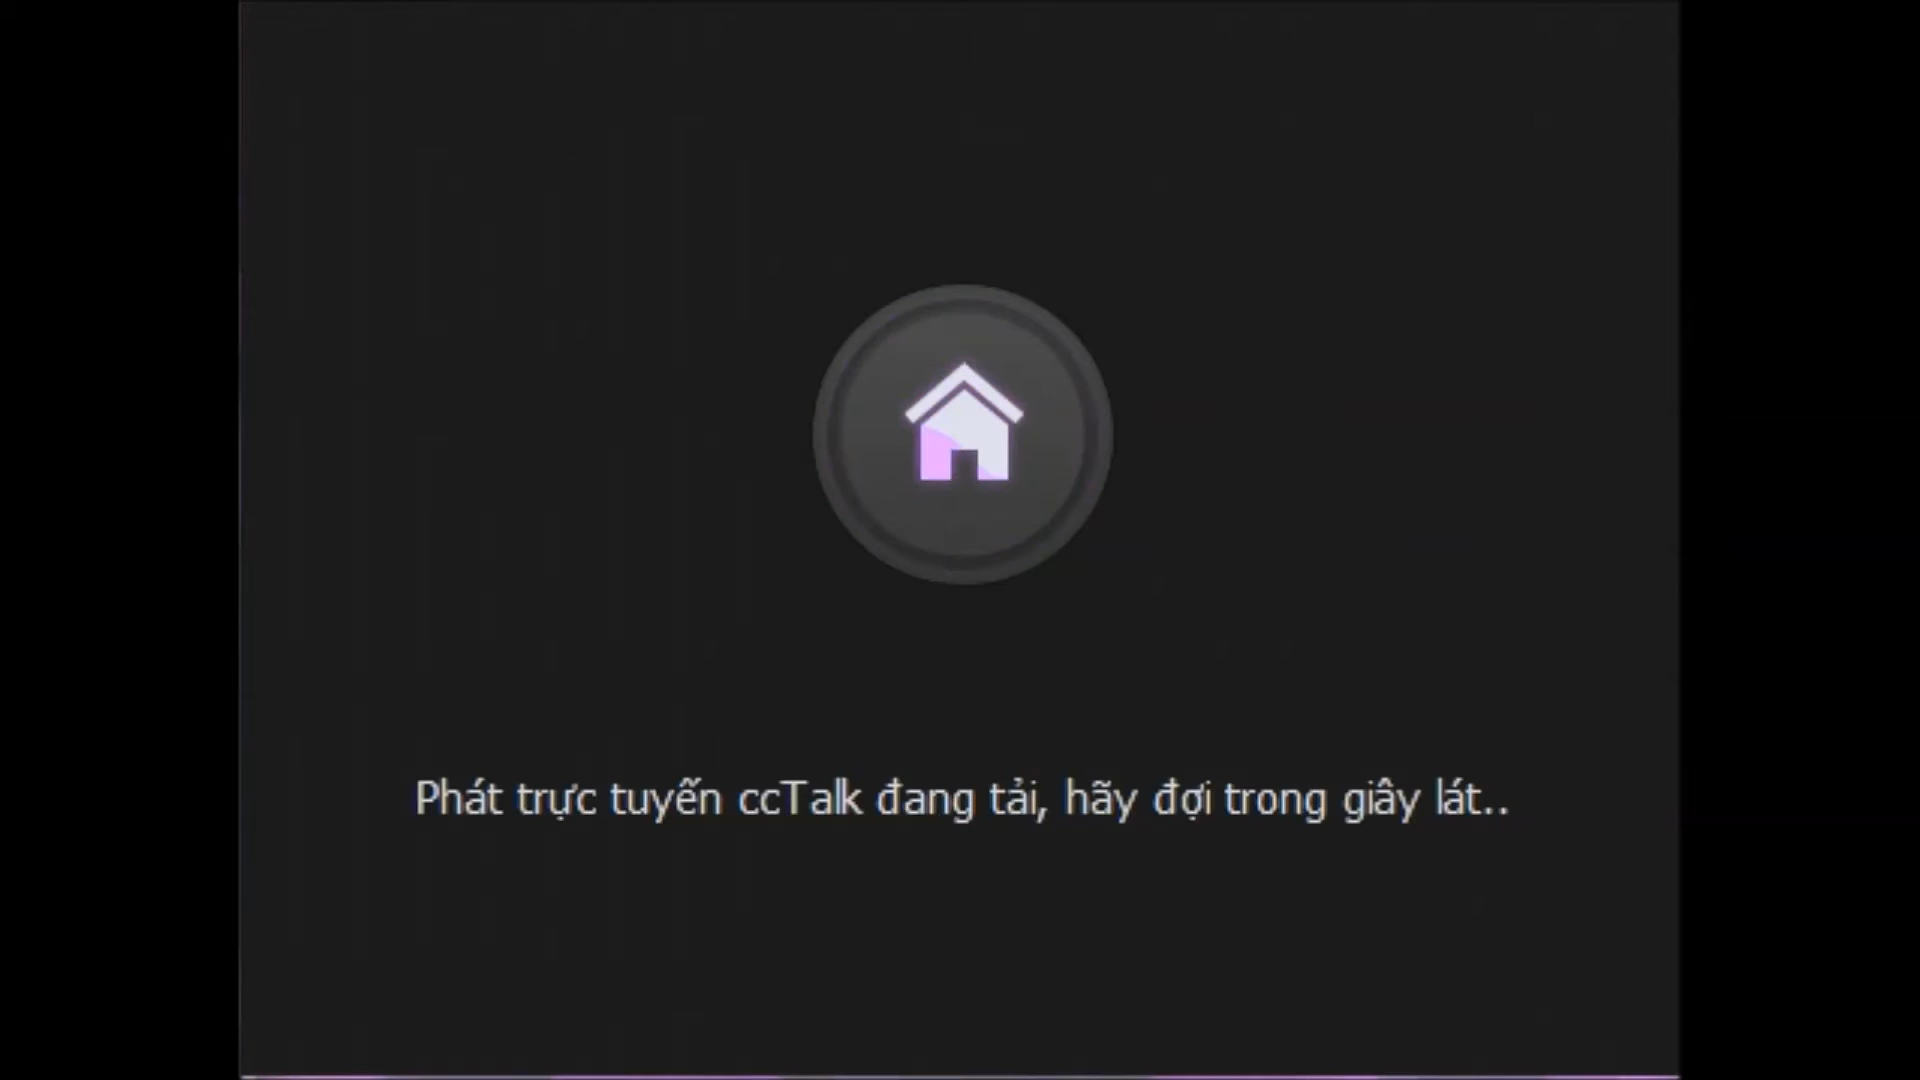 Phát trực tuyến ccTalk đang tải, hãy đợi trong giây lát..